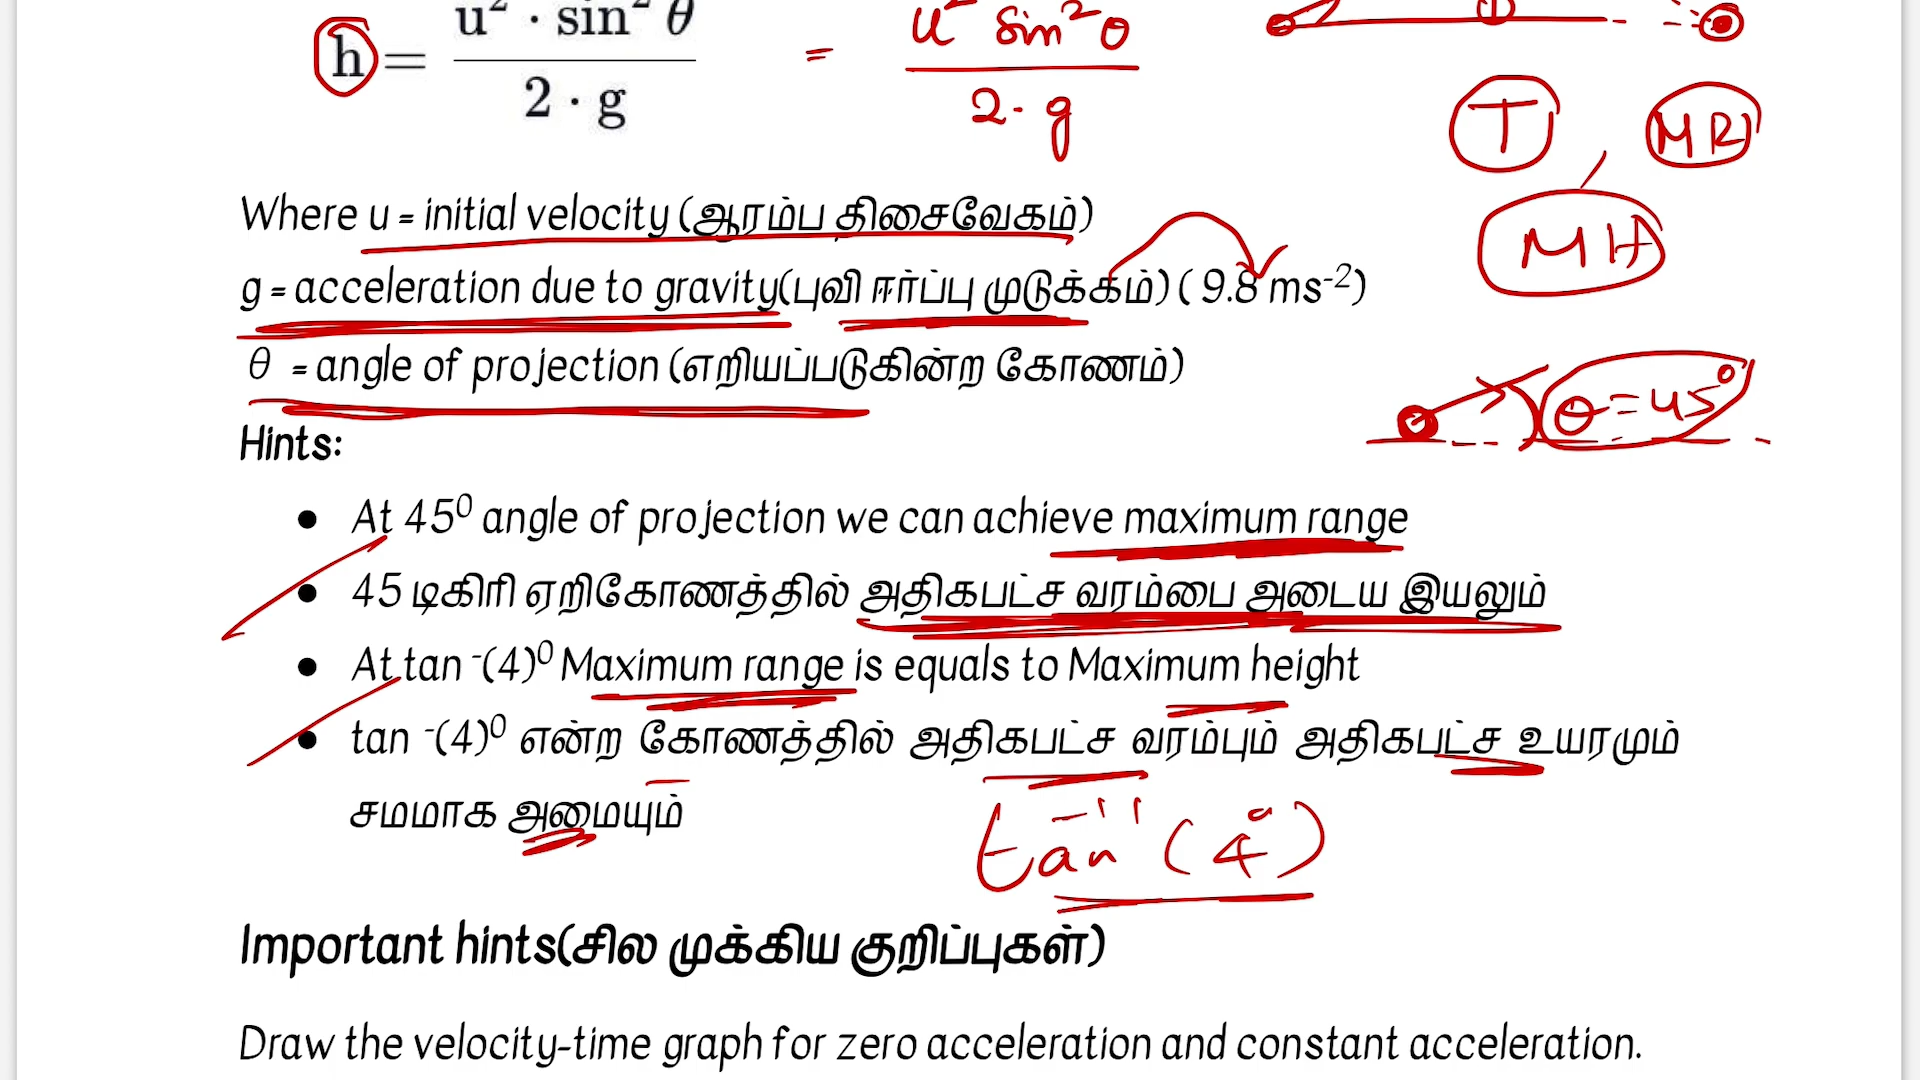 h = u² · sin² θ / 2 · g = u² sin² θ / 2 · g
T MR
MH
Where u = initial velocity (ஆரம்ப திசைவேகம்)
g = acceleration due to gravity(புவி ஈர்ப்பு முடுக்கம்) ( 9.8 ms⁻²)
θ = angle of projection (எறியப்படுகின்ற கோணம்)
θ = 45°
Hints:
● At 45⁰ angle of projection we can achieve maximum range
● 45 டிகிரி ஏறிகோணத்தில் அதிகபட்ச வரம்பை அடைய இயலும்
● At tan ⁻(4)⁰ Maximum range is equals to Maximum height
● tan ⁻(4)⁰ என்ற கோணத்தில் அதிகபட்ச வரம்பும் அதிகபட்ச உயரமும்
சமமாக அமையும்
tan⁻¹ (4°)
Important hints(சில முக்கிய குறிப்புகள்)
Draw the velocity-time graph for zero acceleration and constant acceleration.